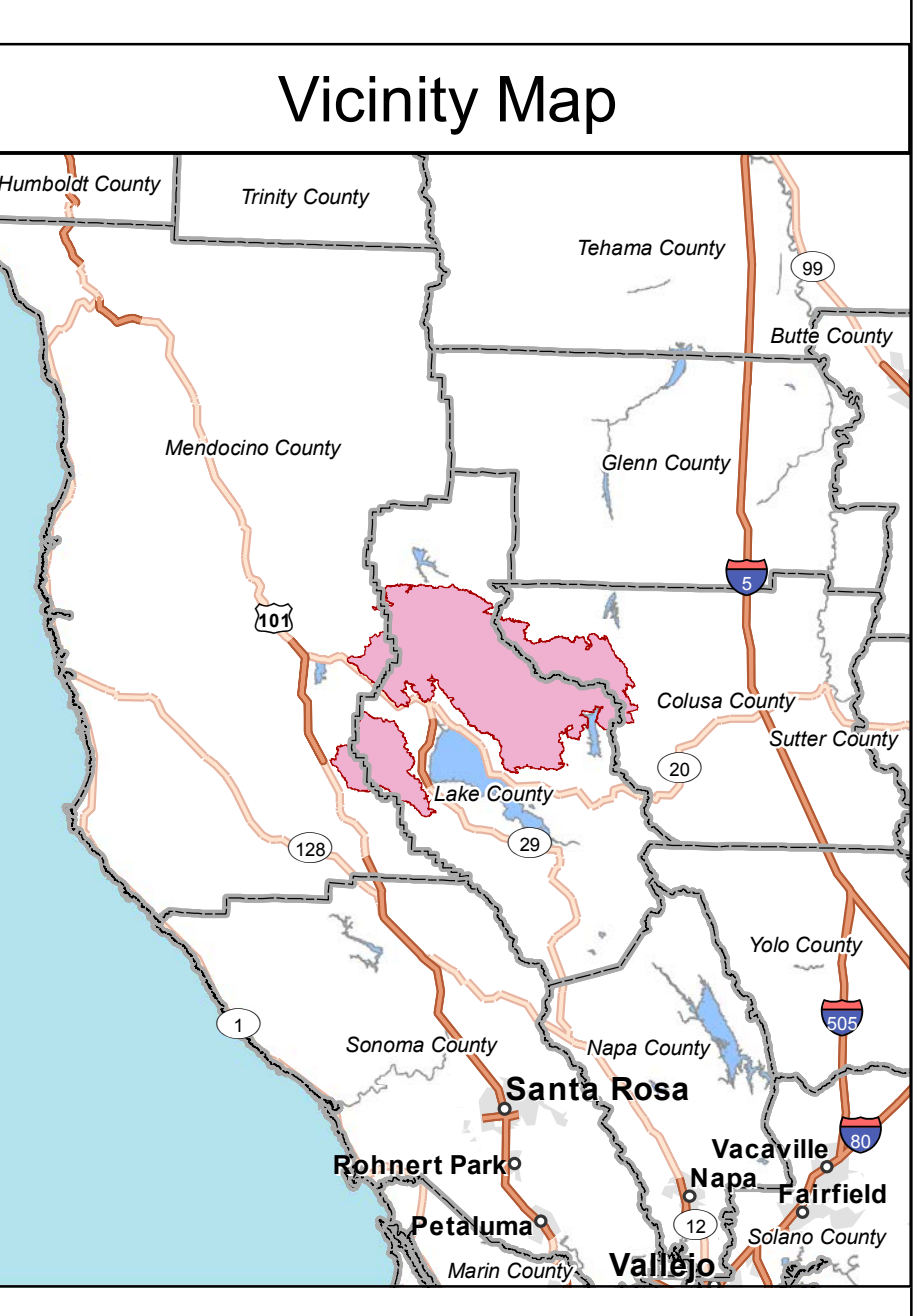 Vicinity Map
Humboldt County
Trinity County
Tehama County
99
Butte County
Mendocino County
Glenn County
5
101
Colusa County
Sutter County
20
Lake County
29
128
Yolo County
505
1
Sonoma County
Napa County
Santa Rosa
80
Vacaville
Rohnert Park
Napa
Fairfield
Petaluma
12
Solano County
Vallejo
Marin County